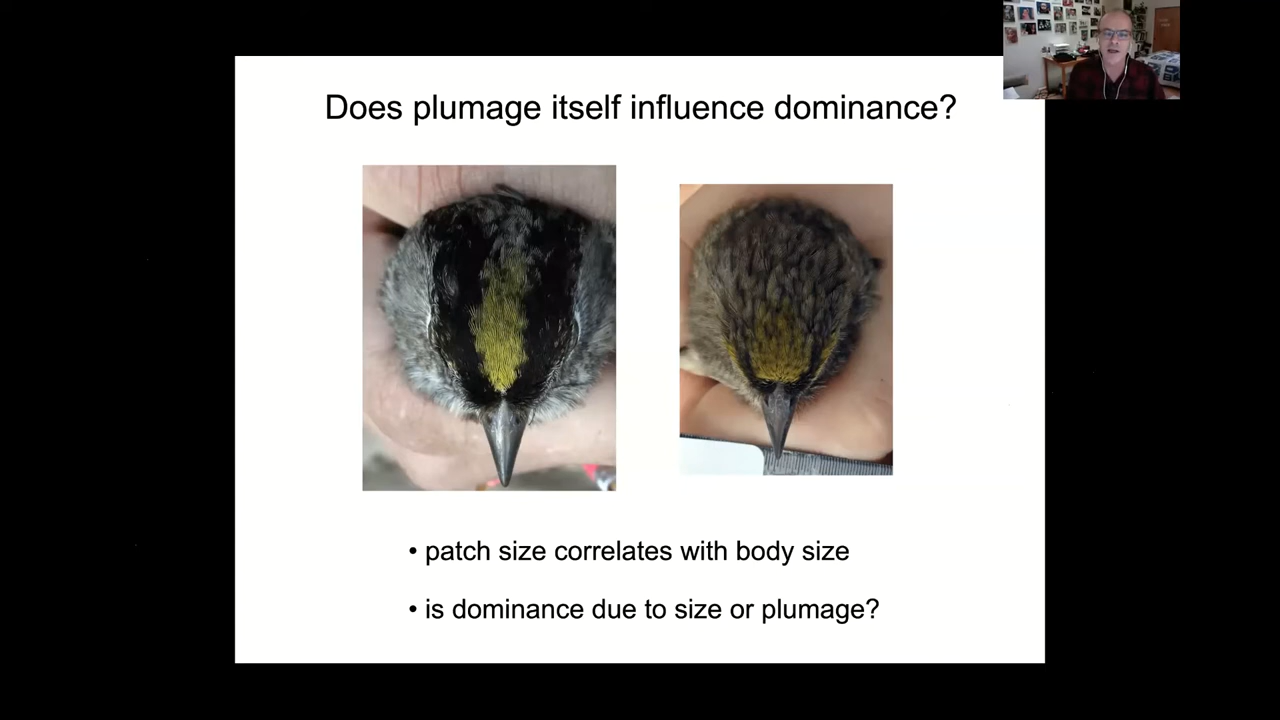 Does plumage itself influence dominance?
• patch size correlates with body size
• is dominance due to size or plumage?